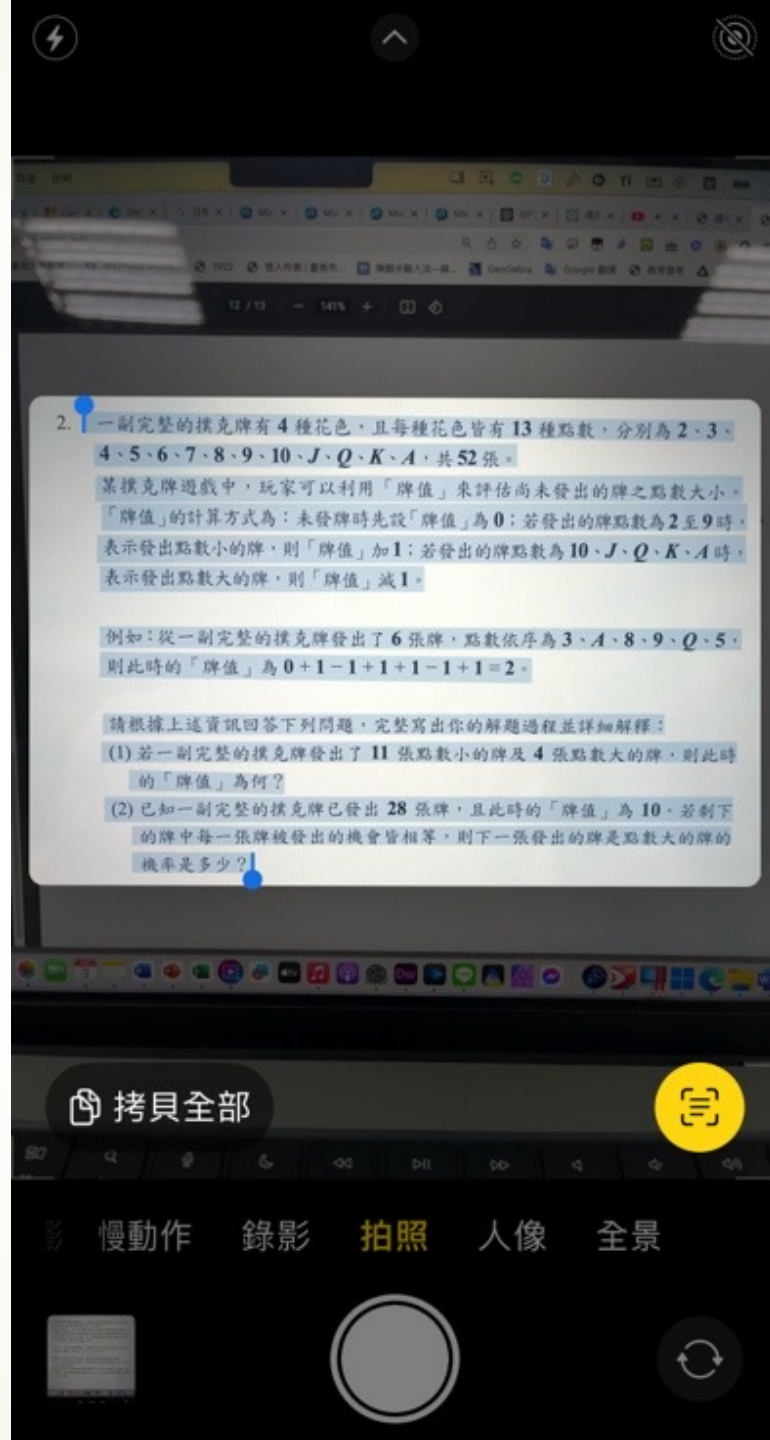 12 / 13 — 141% +
2. 一副完整的撲克牌有 4 種花色,且每種花色皆有 13 種點數,分別為 2、3、
4、5、6、7、8、9、10、J、Q、K、A,共 52 張。
某撲克牌遊戲中,玩家可以利用「牌值」來評估尚未發出的牌之點數大小。
「牌值」的計算方式為:未發牌時先設「牌值」為 0;若發出的牌點數為 2 至 9 時,
表示發出點數小的牌,則「牌值」加 1;若發出的牌點數為 10、J、Q、K、A 時,
表示發出點數大的牌,則「牌值」減 1。
例如:從一副完整的撲克牌發出了 6 張牌,點數依序為 3、A、8、9、Q、5,
則此時的「牌值」為 0+1-1+1+1-1+1=2。
請根據上述資訊回答下列問題,完整寫出你的解題過程並詳細解釋:
(1) 若一副完整的撲克牌發出了 11 張點數小的牌及 4 張點數大的牌,則此時
的「牌值」為何?
(2) 已知一副完整的撲克牌已發出 28 張牌,且此時的「牌值」為 10。若剩下
的牌中每一張牌被發出的機會皆相等,則下一張發出的牌是點數大的牌的
機率是多少?
拷貝全部
慢動作 錄影 拍照 人像 全景